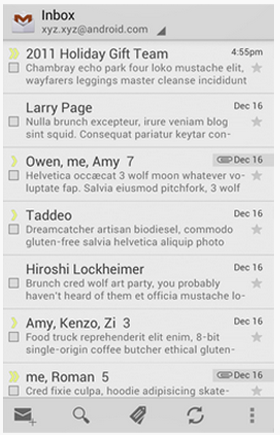 Inbox
xyz.xyz@android.com
2011 Holiday Gift Team 4:55pm
Chambray echo park four loko mustache elit,
wayfarers leggings master cleanse incididunt
Larry Page Dec 16
Nulla brunch excepteur, irure veniam blog
sint squid. Consequat pariatur keytar con-
Owen, me, Amy 7 Dec 16
Helvetica occæcat 3 wolf moon whatever vo-
luptate fap. Salvia eiusmod pitchfork, 3 wolf
Taddeo Dec 16
Dreamcatcher artisan biodiesel, commodo
gluten-free salvia helvetica aliquip photo
Hiroshi Lockheimer Dec 16
Brunch cred wolf art party, you probably
haven't heard of them et officia mustache lo-
Amy, Kenzo, Zi 3 Dec 16
Food truck reprehenderit elit enim, 8-bit
single-origin coffee butcher ethical gluten-
me, Roman 5 Dec 16
Cred fixie culpa, hoodie adipisicing skate-